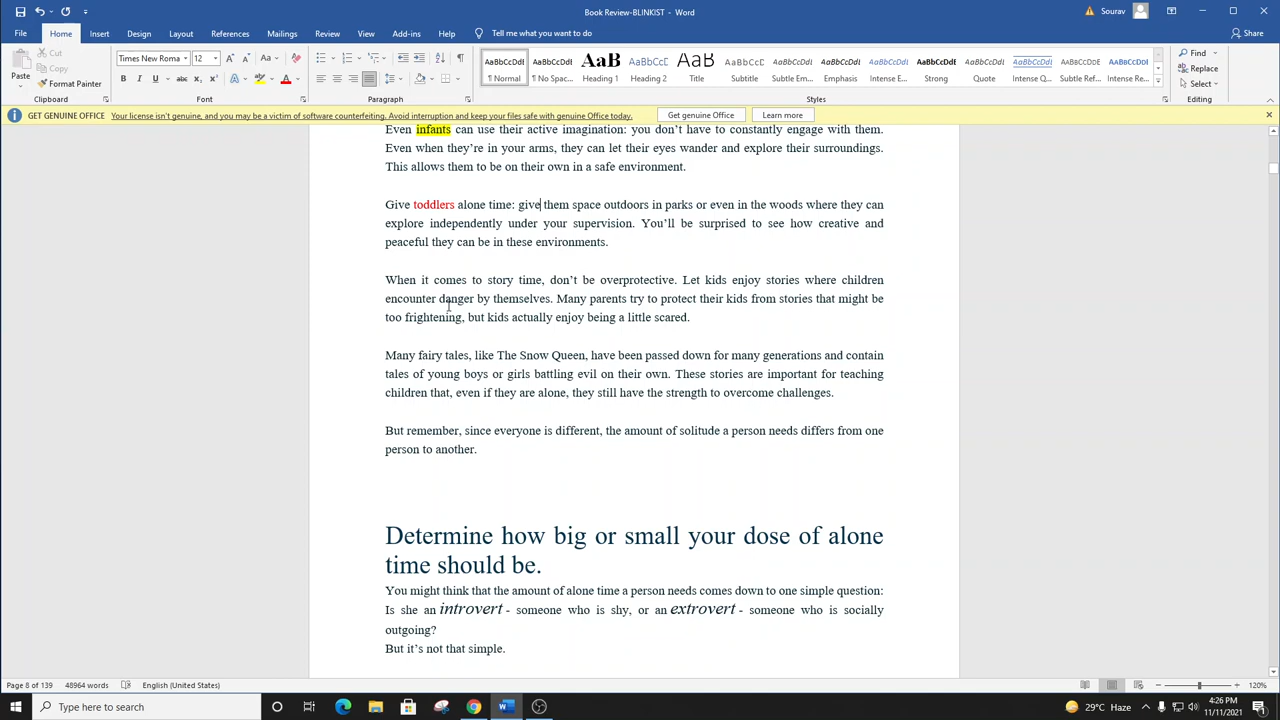 Book Review-BLINKIST - Word
Sourav
File Home Insert Design Layout References Mailings Review View Add-ins Help Tell me what you want to do Share
Cut
Copy
Format Painter
Paste
Clipboard
Times New Roma 12
Font
Paragraph
AaBbCcDdE AaBbCcDdE AaB AaBbCcDdE AaB AaBbCcD AaBbCcDdI AaBbCcDdI AaBbCcDdI AaBbCcDdI AaBbCcDdI AaBbCcDdI AaBbCcDdI AaBbCcDdI
¶ Normal ¶ No Spac... Heading 1 Heading 2 Title Subtitle Subtle Em... Emphasis Intense E... Strong Quote Intense Q... Subtle Ref... Intense Re...
Styles
Find
Replace
Select
Editing
GET GENUINE OFFICE Your license isn't genuine, and you may be a victim of software counterfeiting. Avoid interruption and keep your files safe with genuine Office today. Get genuine Office Learn more
Even infants can use their active imagination: you don’t have to constantly engage with them.
Even when they’re in your arms, they can let their eyes wander and explore their surroundings.
This allows them to be on their own in a safe environment.
Give toddlers alone time: give them space outdoors in parks or even in the woods where they can
explore independently under your supervision. You’ll be surprised to see how creative and
peaceful they can be in these environments.
When it comes to story time, don’t be overprotective. Let kids enjoy stories where children
encounter danger by themselves. Many parents try to protect their kids from stories that might be
too frightening, but kids actually enjoy being a little scared.
Many fairy tales, like The Snow Queen, have been passed down for many generations and contain
tales of young boys or girls battling evil on their own. These stories are important for teaching
children that, even if they are alone, they still have the strength to overcome challenges.
But remember, since everyone is different, the amount of solitude a person needs differs from one
person to another.
Determine how big or small your dose of alone
time should be.
You might think that the amount of alone time a person needs comes down to one simple question:
Is she an introvert - someone who is shy, or an extrovert - someone who is socially
outgoing?
But it’s not that simple.
Page 8 of 139 48964 words English (United States) 120%
Type here to search
29°C Haze
4:26 PM
11/11/2021